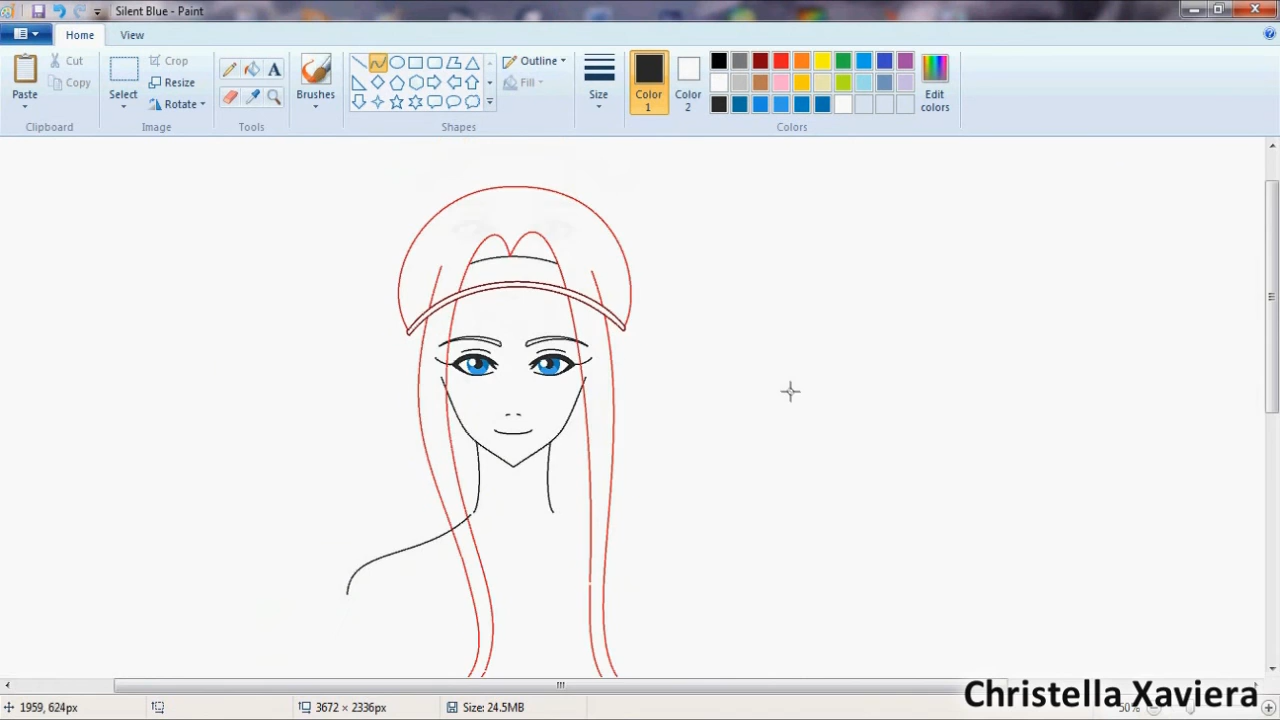 Silent Blue - Paint
Home
View
Paste
Cut
Copy
Clipboard
Select
Crop
Resize
Rotate
Image
A
Tools
Brushes
Shapes
Outline
Fill
Size
Color 1
Color 2
Edit colors
Colors
1959, 624px
3672 × 2336px
Size: 24.5MB
50%
Christella Xaviera